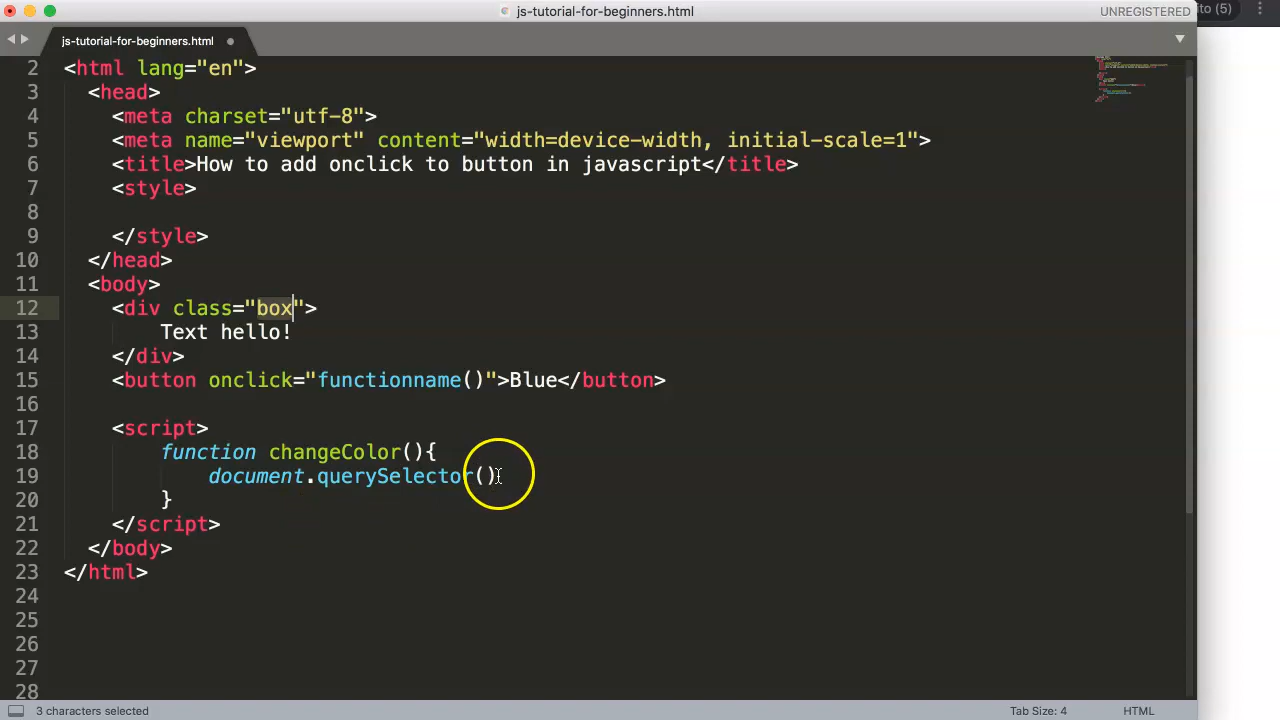 js-tutorial-for-beginners.html
UNREGISTERED
ito (5)
js-tutorial-for-beginners.html
2 <html lang="en">
3 <head>
4 <meta charset="utf-8">
5 <meta name="viewport" content="width=device-width, initial-scale=1">
6 <title>How to add onclick to button in javascript</title>
7 <style>
8
9 </style>
10 </head>
11 <body>
12 <div class="box">
13 Text hello!
14 </div>
15 <button onclick="functionname()">Blue</button>
16
17 <script>
18 function changeColor(){
19 document.querySelector()
20 }
21 </script>
22 </body>
23 </html>
24
25
26
27
28
3 characters selected
Tab Size: 4
HTML